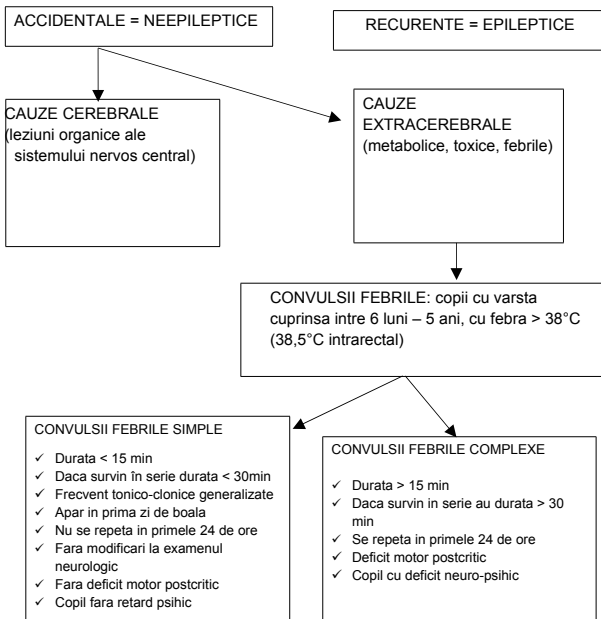 ACCIDENTALE = NEEPILEPTICE
RECURENTE = EPILEPTICE
CAUZE CEREBRALE
(leziuni organice ale
sistemului nervos central)
CAUZE
EXTRACEREBRALE
(metabolice, toxice, febrile)
CONVULSII FEBRILE: copii cu varsta
cuprinsa intre 6 luni – 5 ani, cu febra > 38°C
(38,5°C intrarectal)
CONVULSII FEBRILE SIMPLE
✓ Durata < 15 min
✓ Daca survin în serie durata < 30min
✓ Frecvent tonico-clonice generalizate
✓ Apar in prima zi de boala
✓ Nu se repeta in primele 24 de ore
✓ Fara modificari la examenul
neurologic
✓ Fara deficit motor postcritic
✓ Copil fara retard psihic
CONVULSII FEBRILE COMPLEXE
✓ Durata > 15 min
✓ Daca survin in serie au durata > 30
min
✓ Se repeta in primele 24 de ore
✓ Deficit motor postcritic
✓ Copil cu deficit neuro-psihic